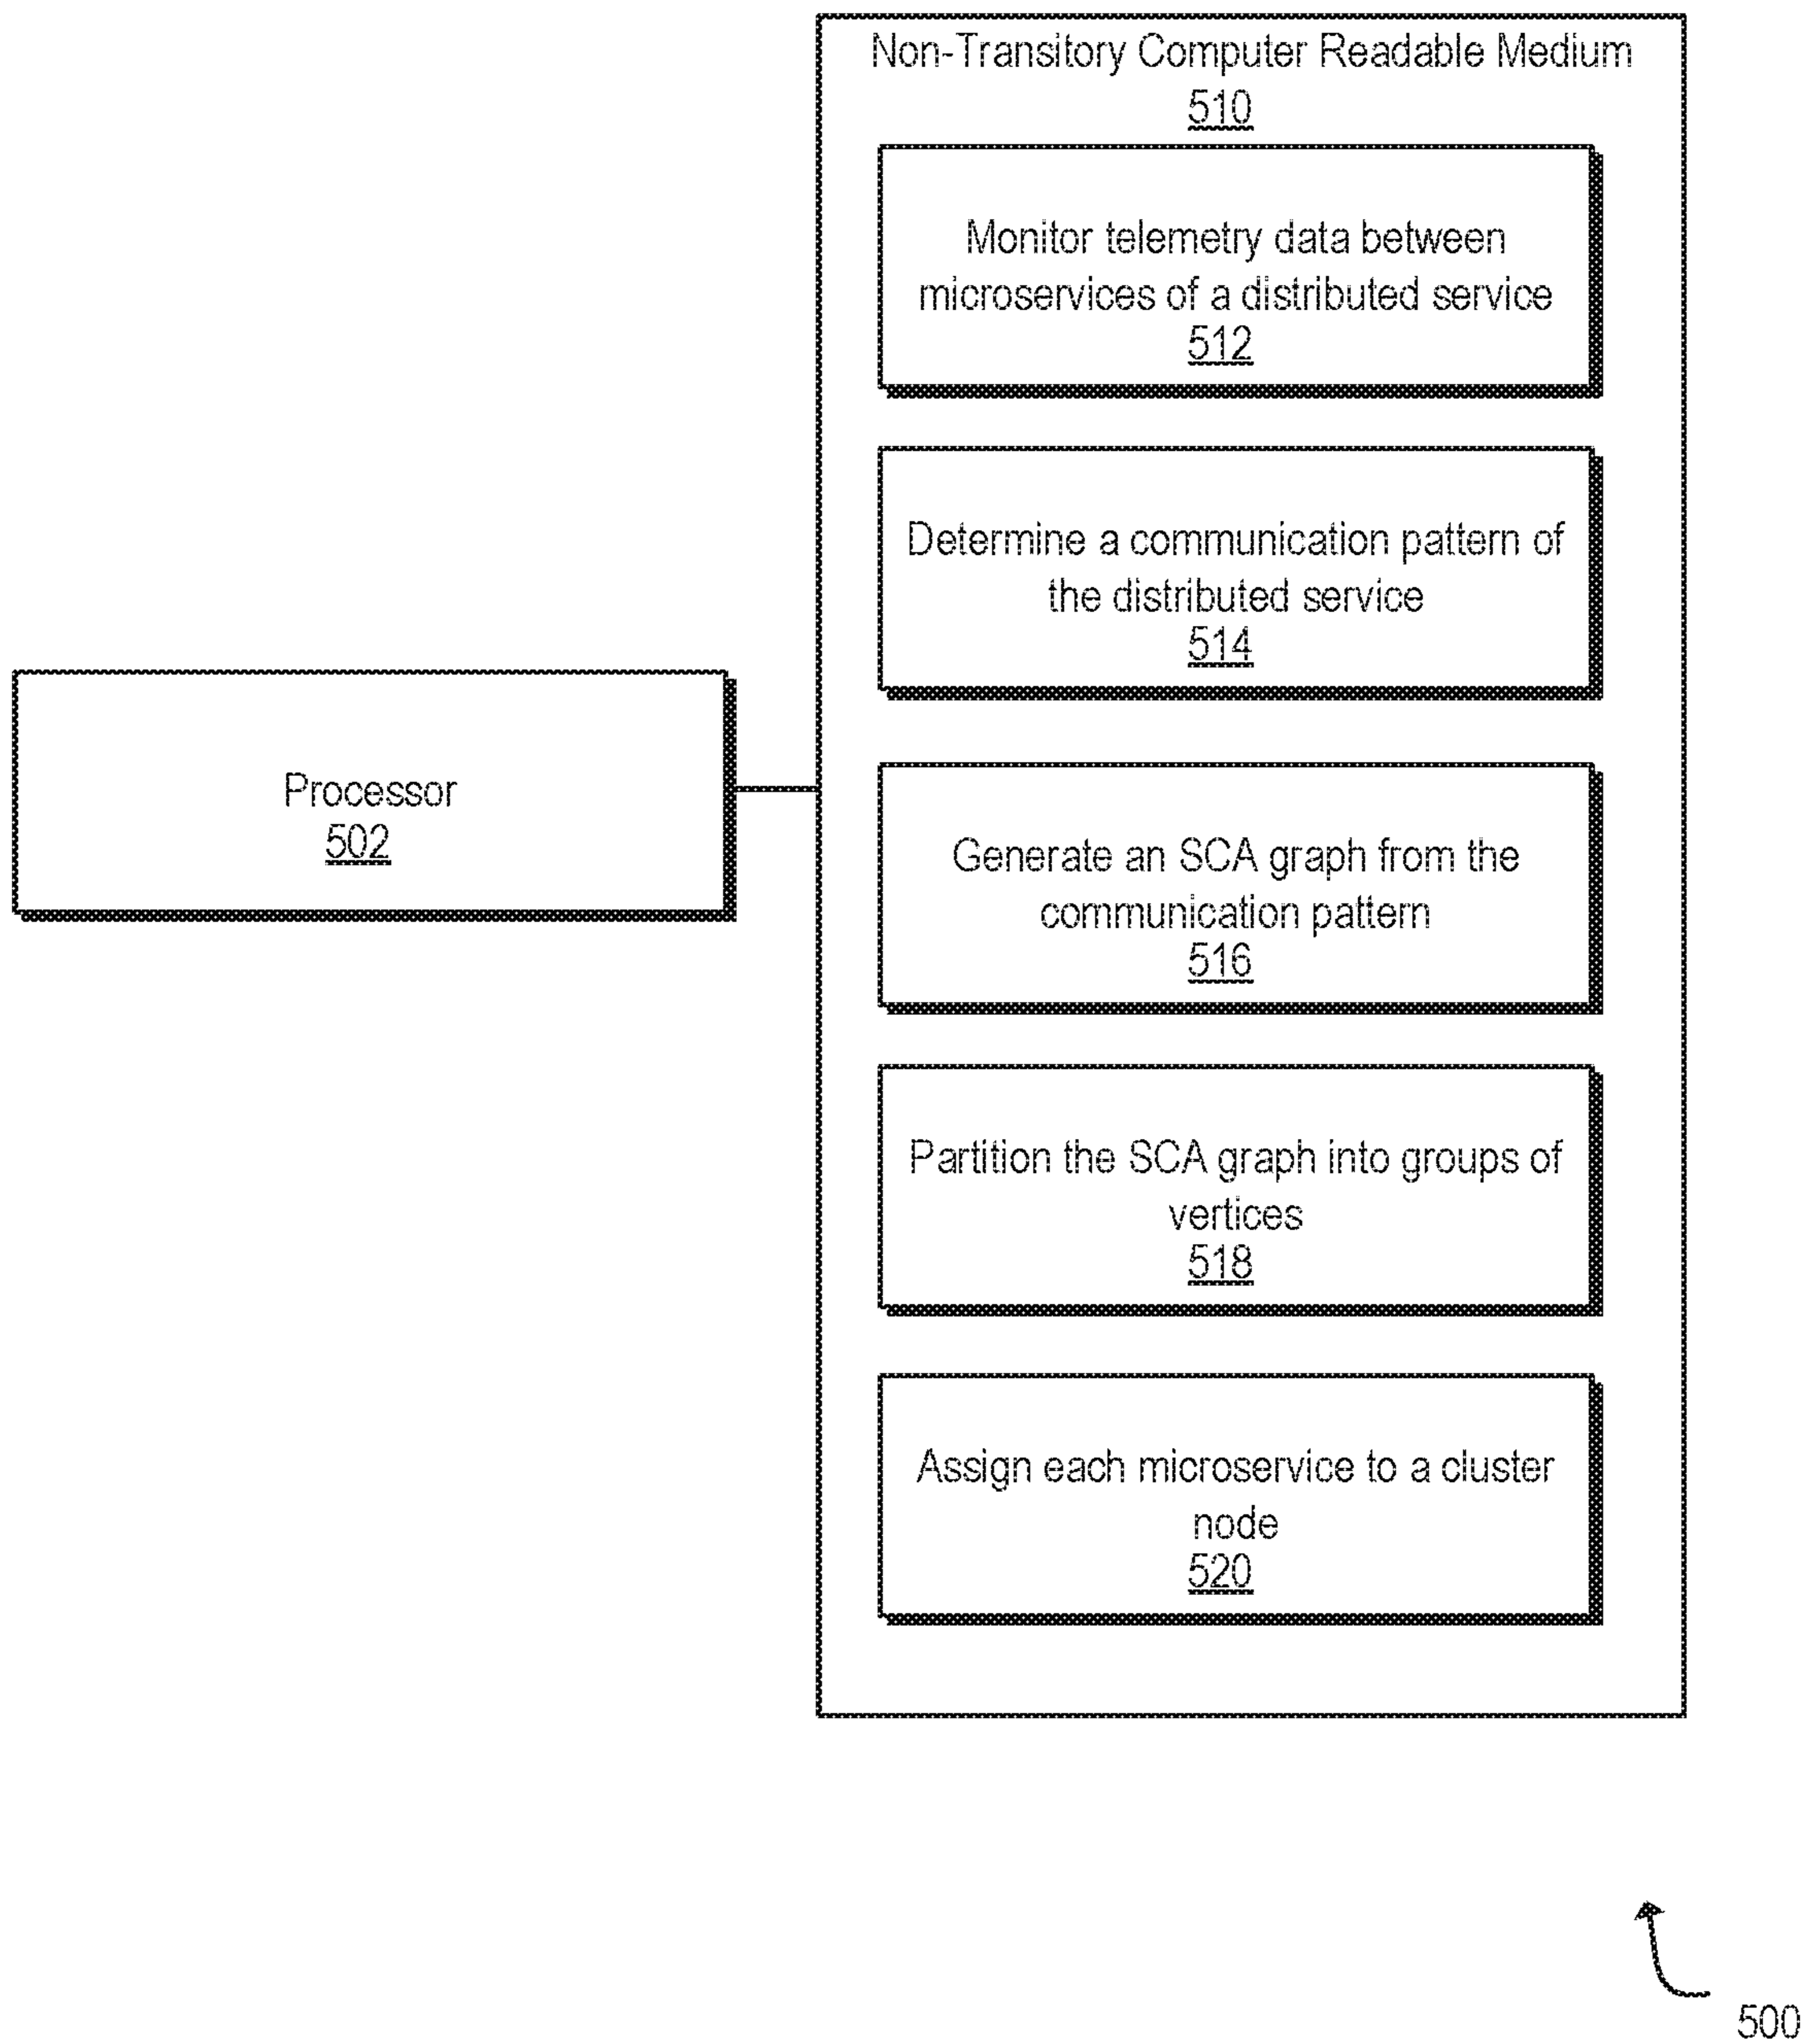 Non-Transitory Computer Readable Medium
510
Monitor telemetry data between
microservices of a distributed service
512
Determine a communication pattern of
the distributed service
514
Processor
502
Generate an SCA graph from the
communication pattern
516
Partition the SCA graph into groups of
vertices
518
Assign each microservice to a cluster
node
520
500